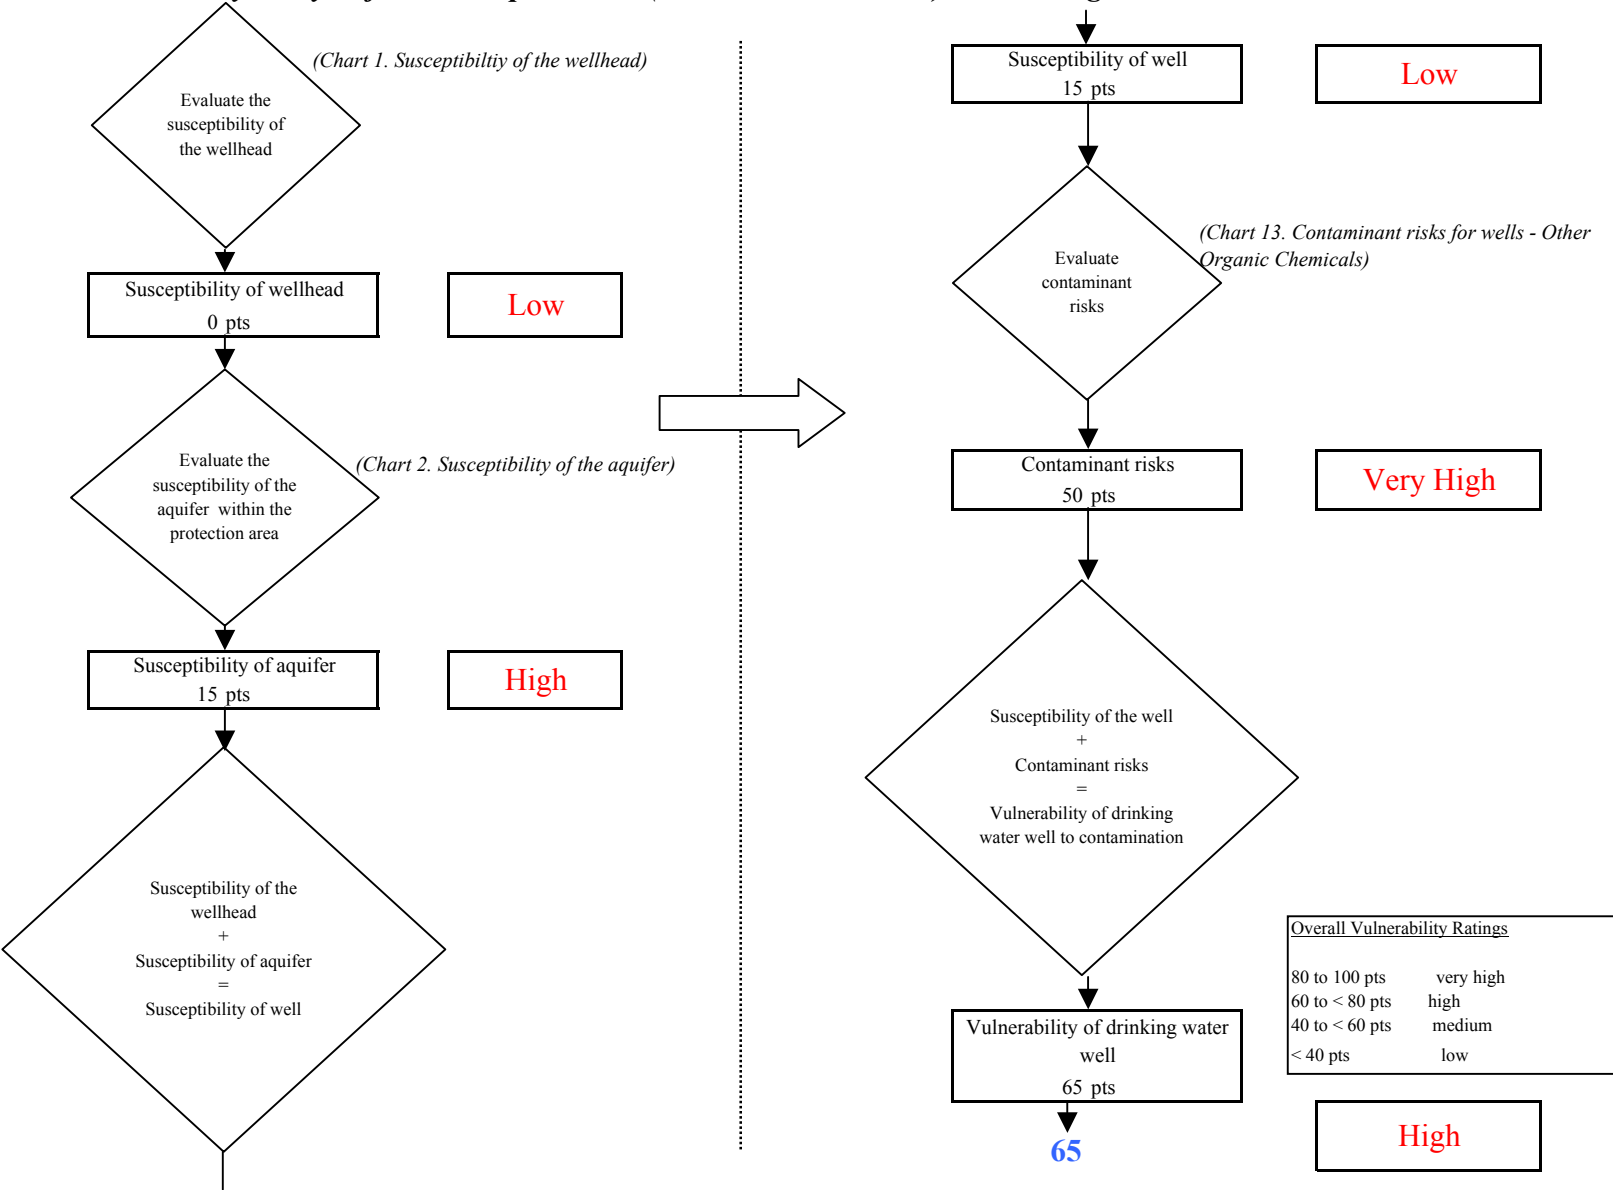 (Chart 1. Susceptibiltiy of the wellhead)
Evaluate the
susceptibility of
the wellhead
Susceptibility of wellhead
0 pts
Low
Evaluate the
susceptibility of the
aquifer within the
protection area
(Chart 2. Susceptibility of the aquifer)
Susceptibility of aquifer
15 pts
High
Susceptibility of the
wellhead
+
Susceptibility of aquifer
=
Susceptibility of well
Susceptibility of well
15 pts
Low
Evaluate
contaminant
risks
(Chart 13. Contaminant risks for wells - Other
Organic Chemicals)
Contaminant risks
50 pts
Very High
Susceptibility of the well
+
Contaminant risks
=
Vulnerability of drinking
water well to contamination
Overall Vulnerability Ratings
80 to 100 pts very high
60 to < 80 pts high
40 to < 60 pts medium
< 40 pts low
Vulnerability of drinking water
well
65 pts
65
High